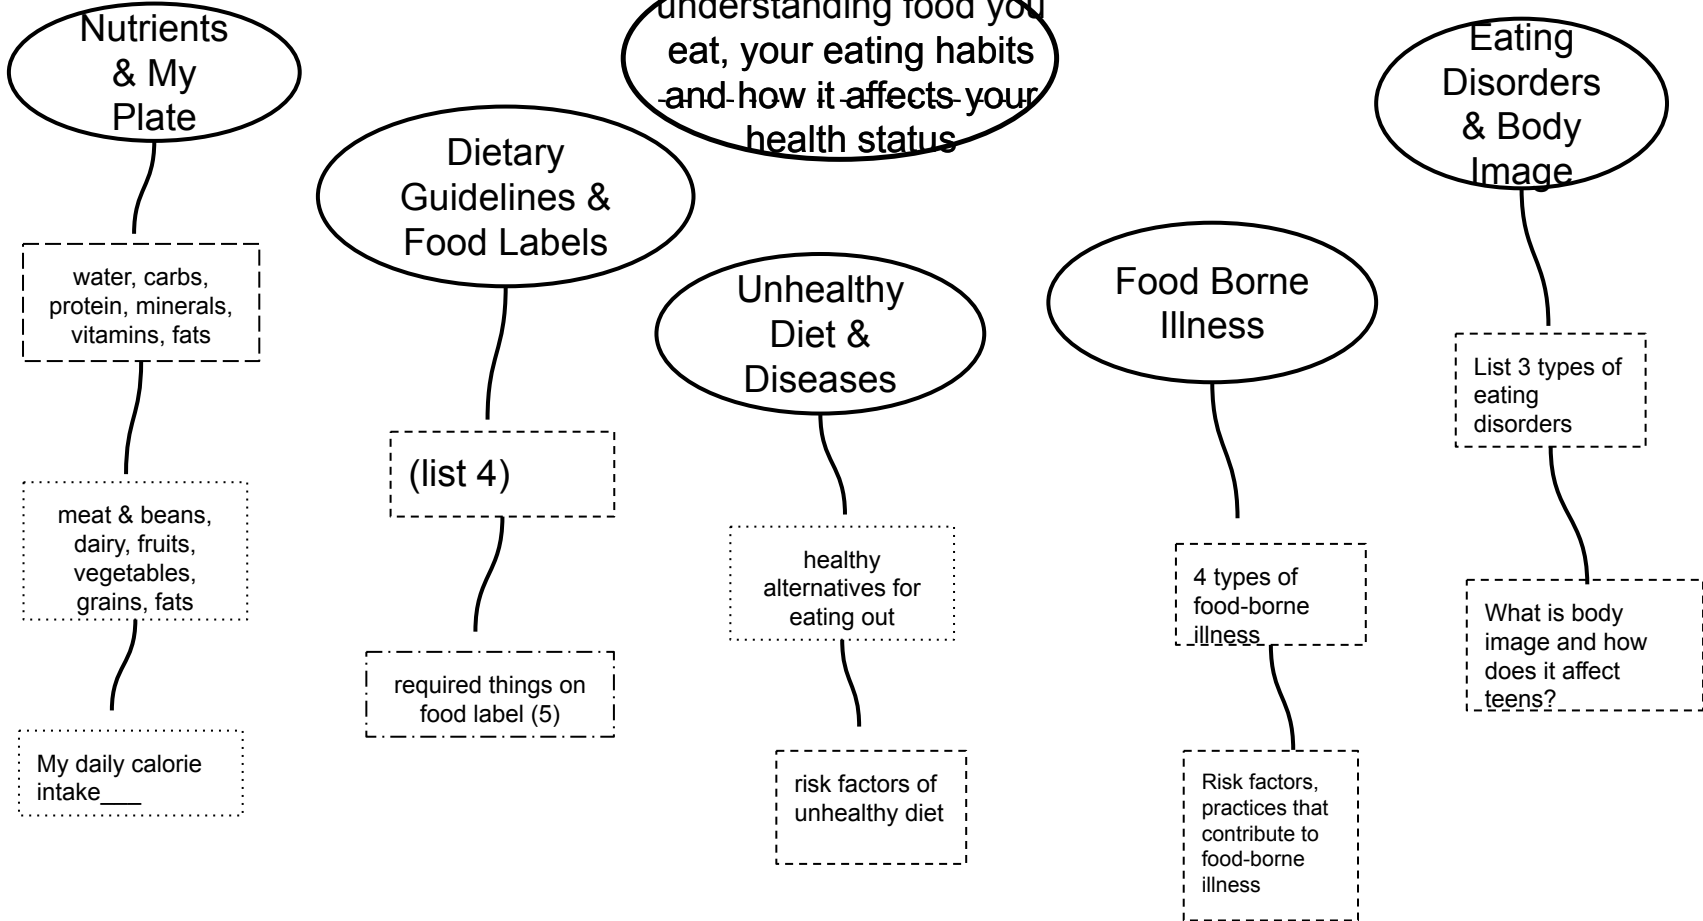 understanding food you
eat, your eating habits
and how it affects your
health status
Nutrients
& My
Plate
water, carbs,
protein, minerals,
vitamins, fats
meat & beans,
dairy, fruits,
vegetables,
grains, fats
My daily calorie
intake___
Dietary
Guidelines &
Food Labels
(list 4)
required things on
food label (5)
Unhealthy
Diet &
Diseases
healthy
alternatives for
eating out
risk factors of
unhealthy diet
Food Borne
Illness
4 types of
food-borne
illness
Risk factors,
practices that
contribute to
food-borne
illness
Eating
Disorders
& Body
Image
List 3 types of
eating
disorders
What is body
image and how
does it affect
teens?